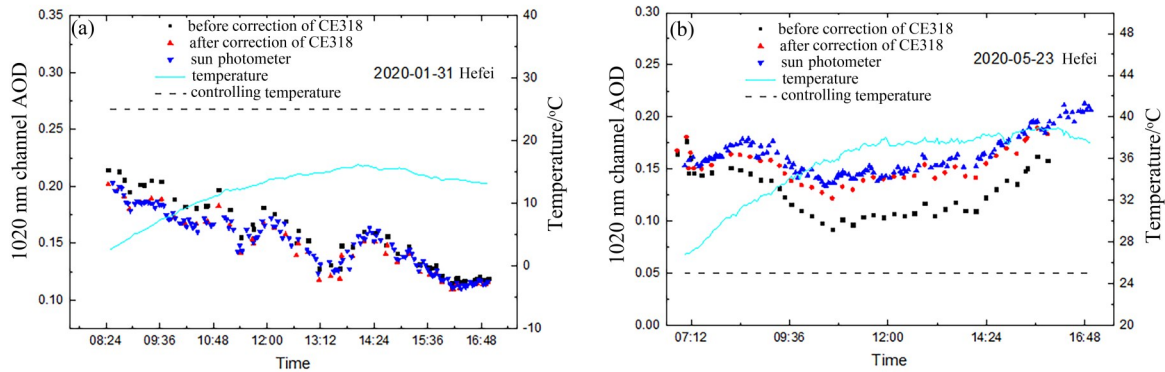 (a)
before correction of CE318
after correction of CE318
sun photometer
temperature
controlling temperature
2020-01-31 Hefei
0.35
0.30
0.25
0.20
0.15
0.10
1020 nm channel AOD
40
30
20
10
0
-10
Temperature/°C
08:24 09:36 10:48 12:00 13:12 14:24 15:36 16:48
Time
(b)
before correction of CE318
after correction of CE318
sun photometer
temperature
controlling temperature
2020-05-23 Hefei
0.30
0.25
0.20
0.15
0.10
0.05
0.00
1020 nm channel AOD
48
44
40
36
32
28
24
20
Temperature/°C
07:12 09:36 12:00 14:24 16:48
Time